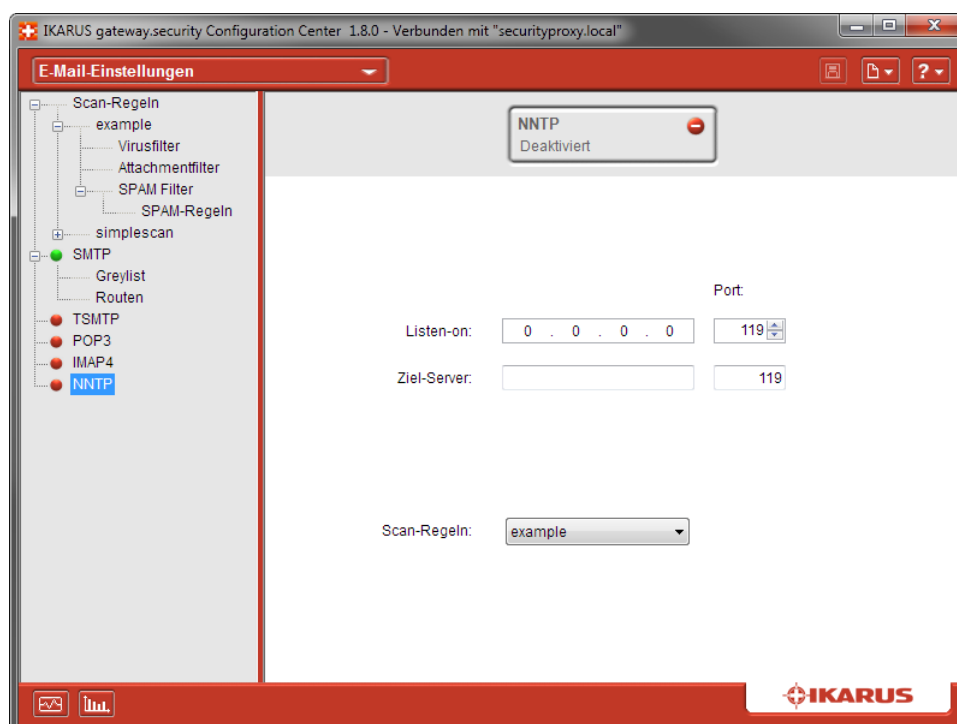 IKARUS gateway.security Configuration Center 1.8.0 - Verbunden mit "securityproxy.local"
E-Mail-Einstellungen
?
Scan-Regeln
example
Virusfilter
Attachmentfilter
SPAM Filter
SPAM-Regeln
simplescan
SMTP
Greylist
Routen
TSMTP
POP3
IMAP4
NNTP
NNTP
Deaktiviert
Port:
Listen-on: 0 . 0 . 0 . 0 119
Ziel-Server: 119
Scan-Regeln: example
IKARUS